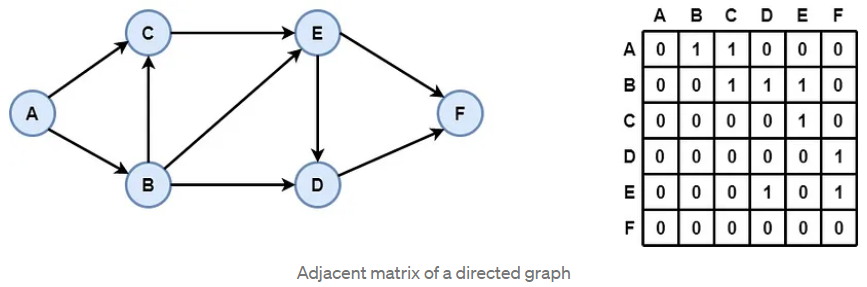 C E
A F
B D
A B C D E F
A 0 1 1 0 0 0
B 0 0 1 1 1 0
C 0 0 0 0 1 0
D 0 0 0 0 0 1
E 0 0 0 1 0 1
F 0 0 0 0 0 0
Adjacent matrix of a directed graph